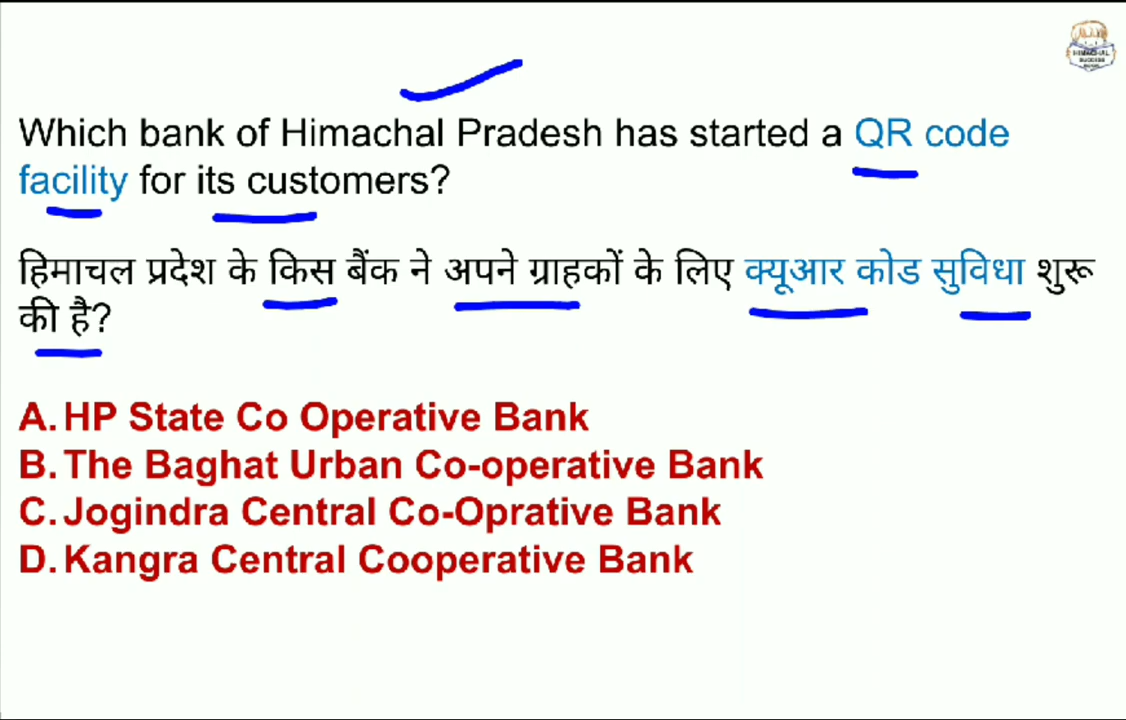 HIMACHAL
SUCCESS
Which bank of Himachal Pradesh has started a QR code
facility for its customers?
हिमाचल प्रदेश के किस बैंक ने अपने ग्राहकों के लिए क्यूआर कोड सुविधा शुरू
की है?
A. HP State Co Operative Bank
B. The Baghat Urban Co-operative Bank
C. Jogindra Central Co-Oprative Bank
D. Kangra Central Cooperative Bank